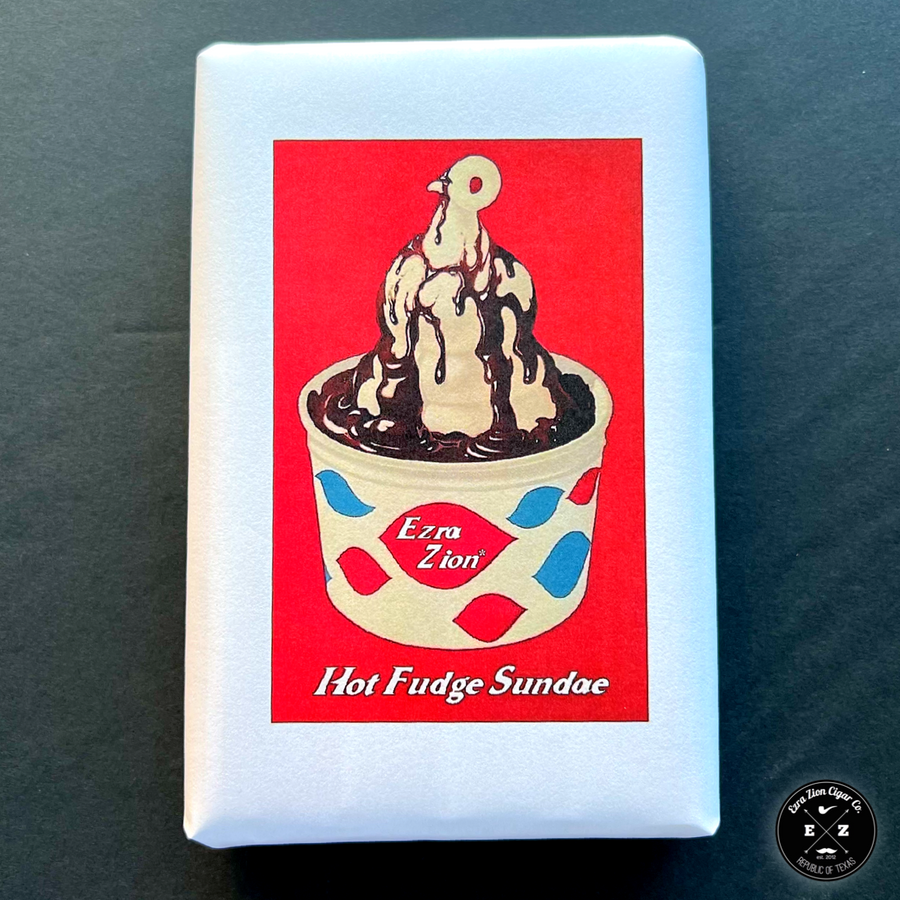 Ezra
Zion*
Hot Fudge Sundae
Ezra Zion Cigar Co.
E Z
est. 2012
REPUBLIC OF TEXAS